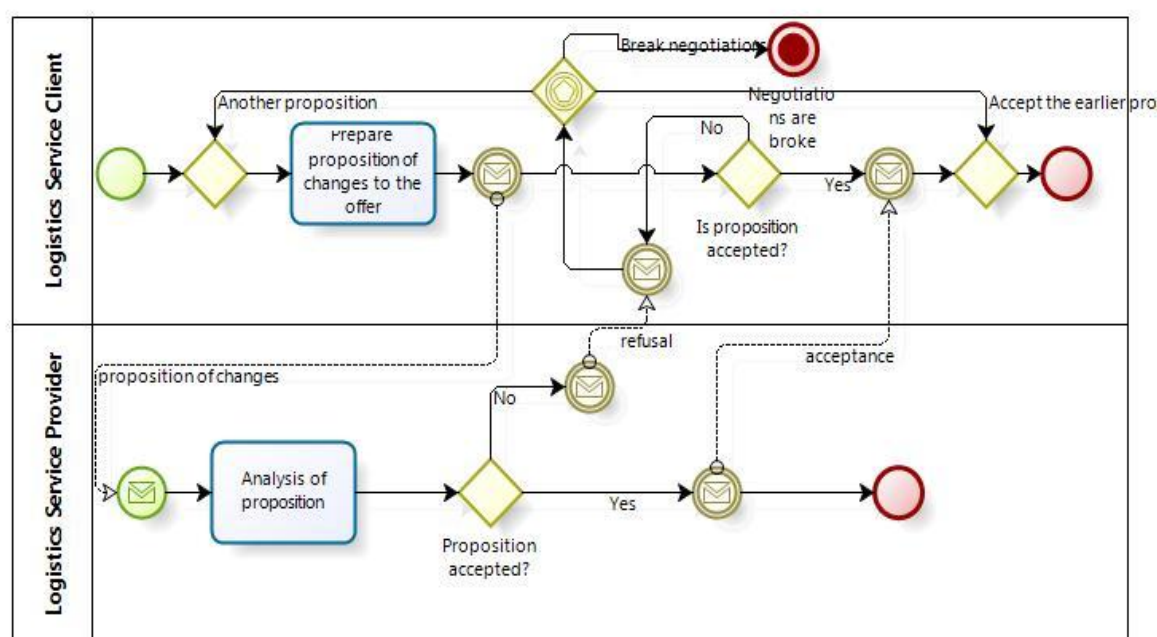 Logistics Service Client
Break negotiations
Another proposition
Negotiatio
ns are
broke
Accept the earlier pro
Prepare
proposition of
changes to the
offer
No
Yes
Is proposition
accepted?
Logistics Service Provider
refusal
acceptance
proposition of changes
No
Analysis of
proposition
Yes
Proposition
accepted?